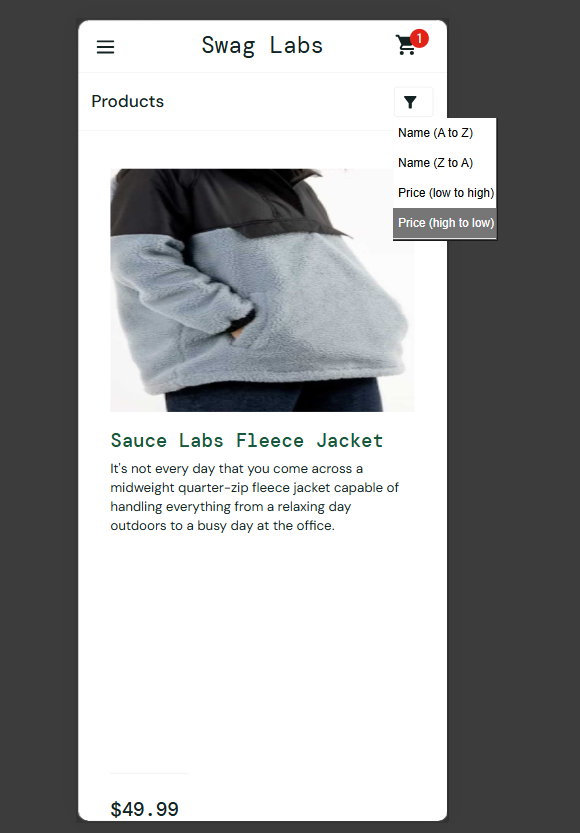 Swag Labs
1
Products
Name (A to Z)
Name (Z to A)
Price (low to high)
Price (high to low)
Sauce Labs Fleece Jacket
It's not every day that you come across a
midweight quarter-zip fleece jacket capable of
handling everything from a relaxing day
outdoors to a busy day at the office.
$49.99